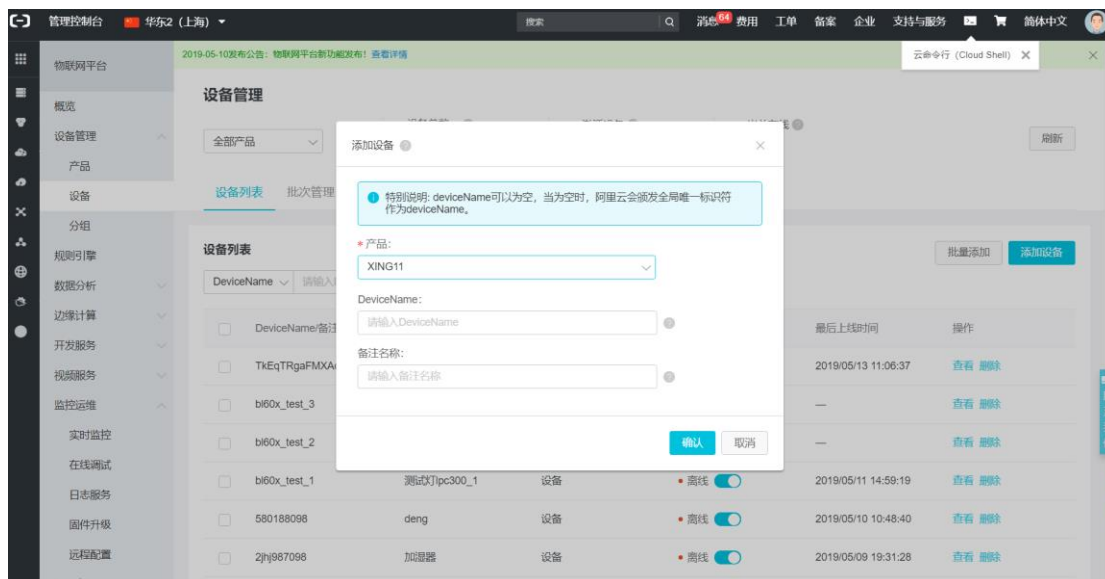 管理控制台 华东2（上海） 搜索 消息64 费用 工单 备案 企业 支持与服务 简体中文
物联网平台
概览
设备管理
产品
设备
分组
规则引擎
数据分析
边缘计算
开发服务
视频服务
监控运维
实时监控
在线调试
日志服务
固件升级
远程配置
2019-05-10发布公告：物联网平台新功能发布！查看详情
云命令行 (Cloud Shell)
设备管理
全部产品
刷新
设备列表 批次管理
设备列表
批量添加 添加设备
DeviceName
添加设备
特别说明: deviceName可以为空，当为空时，阿里云会颁发全局唯一标识符
作为deviceName。
* 产品:
XING11
DeviceName:
请输入DeviceName
备注名称:
请输入备注名称
确认 取消
DeviceName/备注 最后上线时间 操作
2019/05/13 11:06:37 查看 删除
bl60x_test_3 — 查看 删除
bl60x_test_2 — 查看 删除
bl60x_test_1 测试灯ipc300_1 设备 离线 2019/05/11 14:59:19 查看 删除
580188098 deng 设备 离线 2019/05/10 10:48:40 查看 删除
2jhj987098 加湿器 设备 离线 2019/05/09 19:31:28 查看 删除